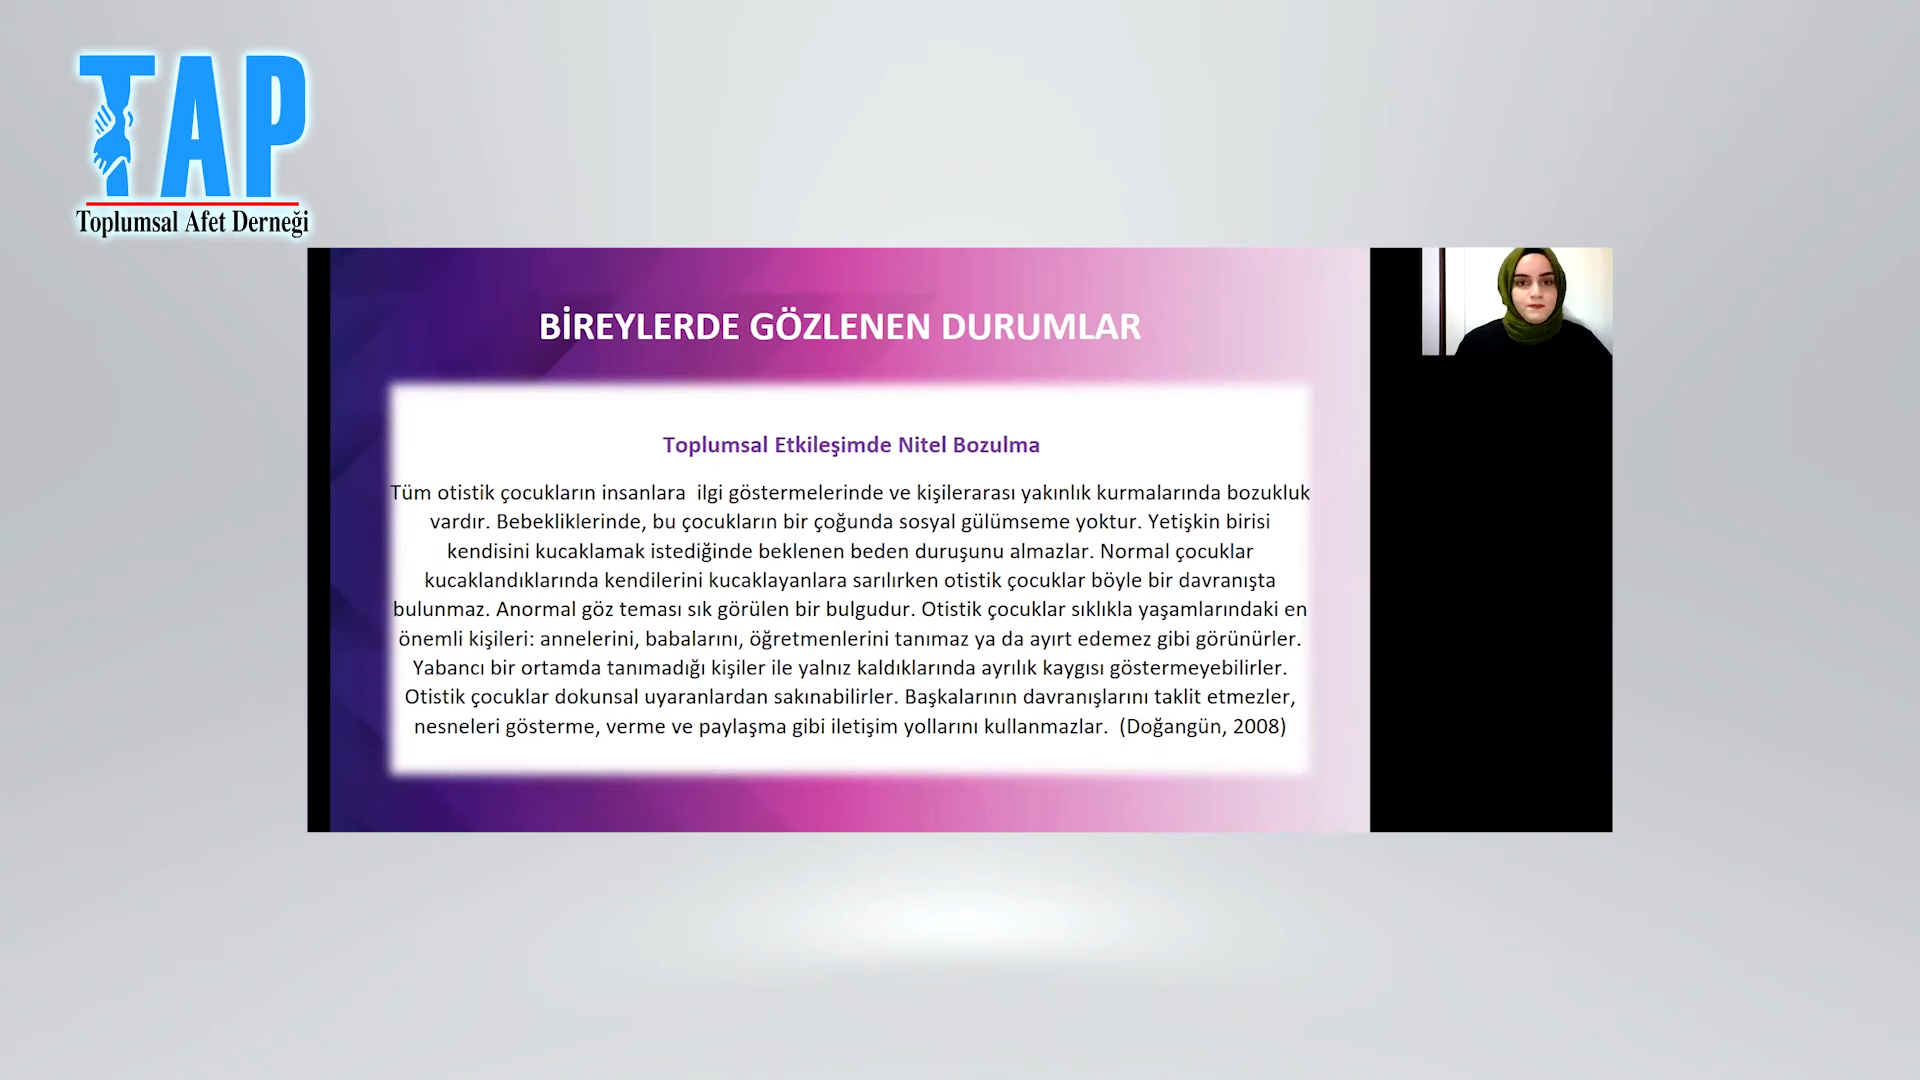 TAP
Toplumsal Afet Derneği
BİREYLERDE GÖZLENEN DURUMLAR
Toplumsal Etkileşimde Nitel Bozulma
Tüm otistik çocukların insanlara  ilgi göstermelerinde ve kişilerarası yakınlık kurmalarında bozukluk
vardır. Bebekliklerinde, bu çocukların bir çoğunda sosyal gülümseme yoktur. Yetişkin birisi
kendisini kucaklamak istediğinde beklenen beden duruşunu almazlar. Normal çocuklar
kucaklandıklarında kendilerini kucaklayanlara sarılırken otistik çocuklar böyle bir davranışta
bulunmaz. Anormal göz teması sık görülen bir bulgudur. Otistik çocuklar sıklıkla yaşamlarındaki en
önemli kişileri: annelerini, babalarını, öğretmenlerini tanımaz ya da ayırt edemez gibi görünürler.
Yabancı bir ortamda tanımadığı kişiler ile yalnız kaldıklarında ayrılık kaygısı göstermeyebilirler.
Otistik çocuklar dokunsal uyaranlardan sakınabilirler. Başkalarının davranışlarını taklit etmezler,
nesneleri gösterme, verme ve paylaşma gibi iletişim yollarını kullanmazlar.  (Doğangün, 2008)